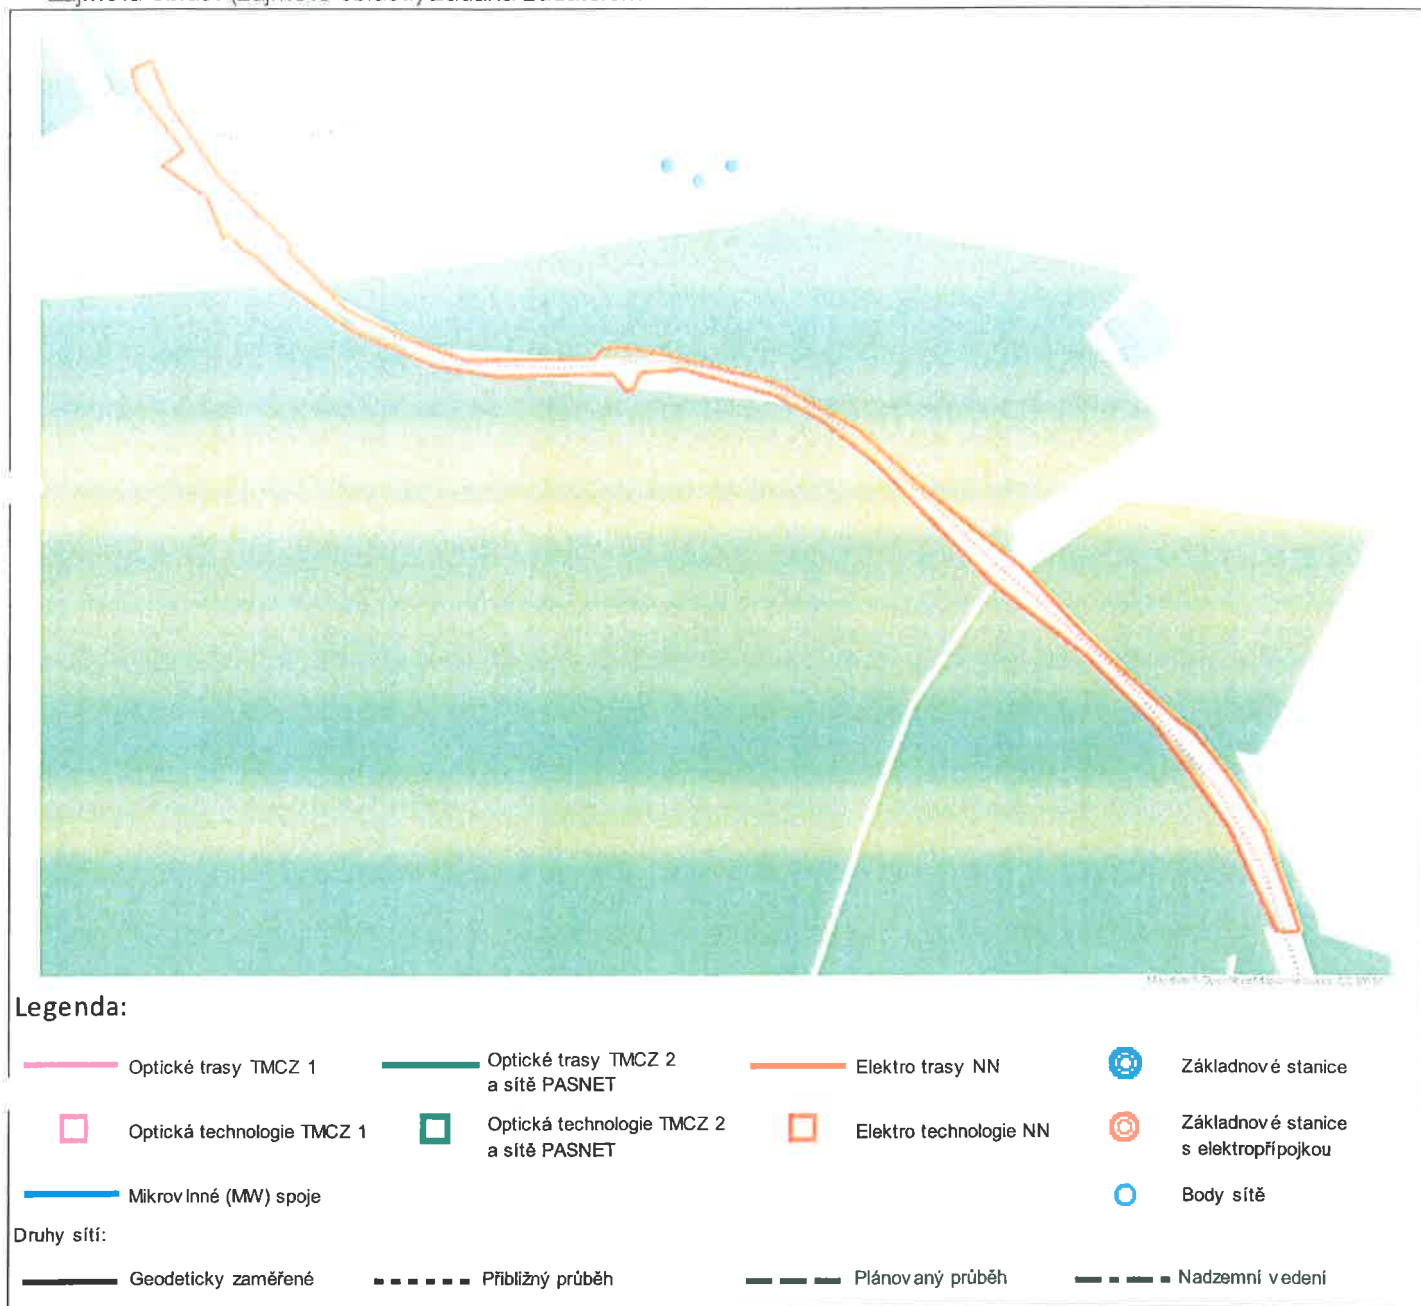 Legenda:
Optické trasy TMCZ 1
Optické trasy TMCZ 2
a sítě PASNET
Elektro trasy NN
Základnové stanice
Optická technologie TMCZ 1
Optická technologie TMCZ 2
a sítě PASNET
Elektro technologie NN
Základnové stanice
s elektropřípojkou
Mikrovlnné (MW) spoje
Body sítě
Druhy sítí:
Geodeticky zaměřené
Přibližný průběh
Plánovaný průběh
Nadzemní vedení